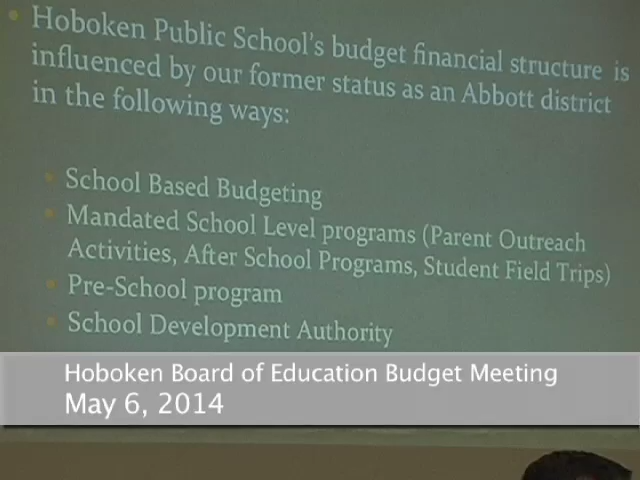 • Hoboken Public School's budget financial structure is
influenced by our former status as an Abbott district
in the following ways:
• School Based Budgeting
• Mandated School Level programs (Parent Outreach
Activities, After School Programs, Student Field Trips)
• Pre-School program
• School Development Authority
Hoboken Board of Education Budget Meeting
May 6, 2014